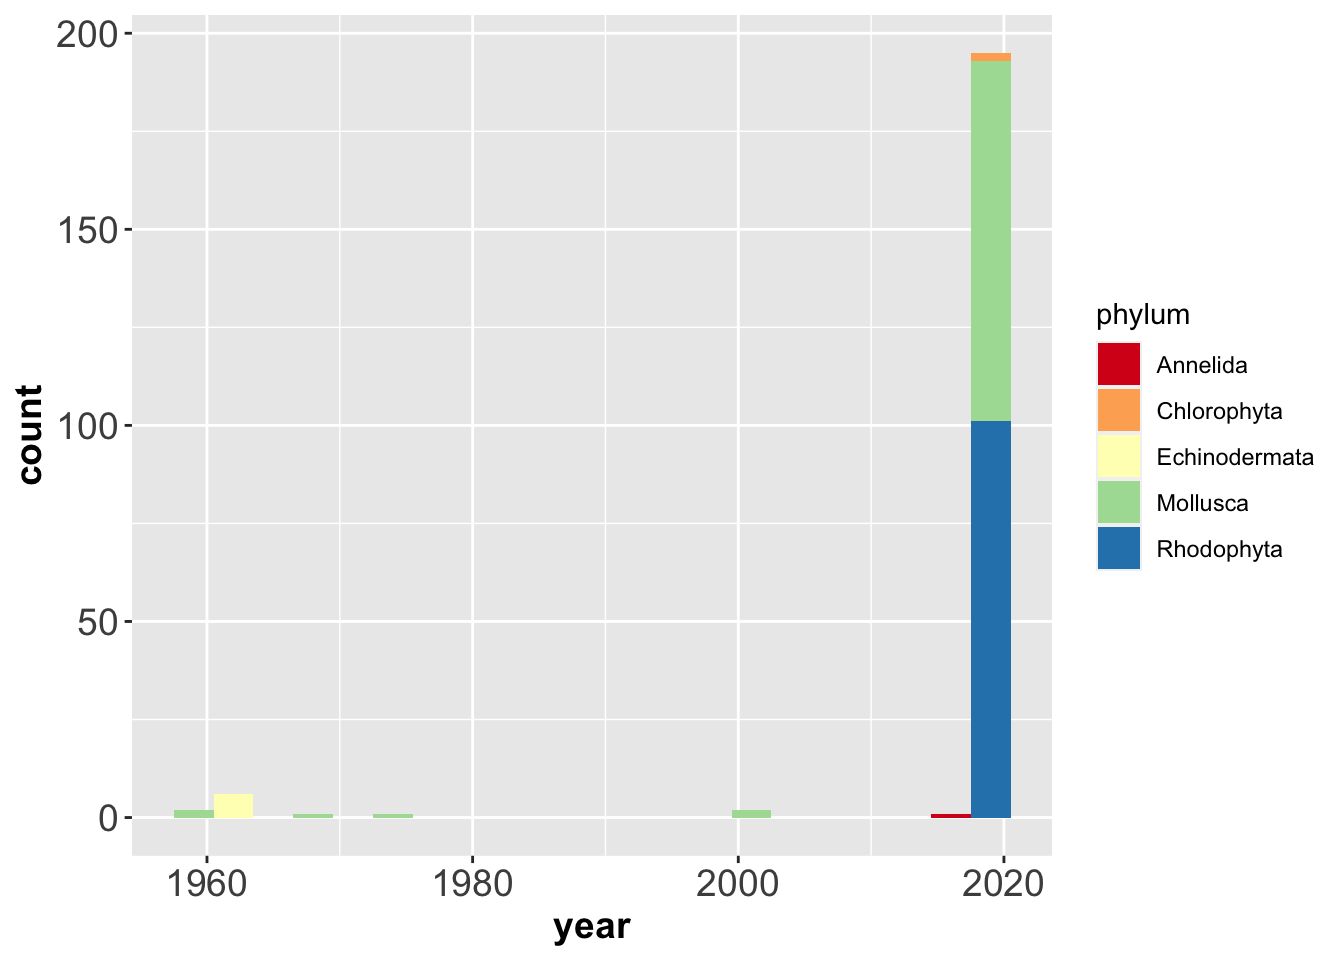 200
150
100
50
0
count
1960 1980 2000 2020
year
phylum
Annelida
Chlorophyta
Echinodermata
Mollusca
Rhodophyta